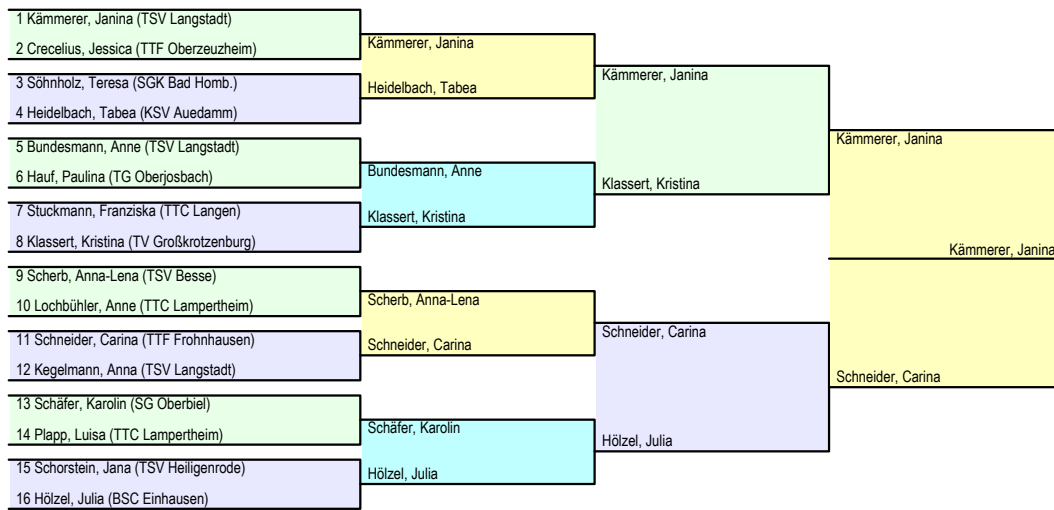 1 Kämmerer, Janina (TSV Langstadt)
2 Crecelius, Jessica (TTF Oberzeuzheim)
3 Söhnholz, Teresa (SGK Bad Homb.)
4 Heidelbach, Tabea (KSV Auedamm)
5 Bundesmann, Anne (TSV Langstadt)
6 Hauf, Paulina (TG Oberjosbach)
7 Stuckmann, Franziska (TTC Langen)
8 Klassert, Kristina (TV Großkrotzenburg)
9 Scherb, Anna-Lena (TSV Besse)
10 Lochbühler, Anne (TTC Lampertheim)
11 Schneider, Carina (TTF Frohnhausen)
12 Kegelmann, Anna (TSV Langstadt)
13 Schäfer, Karolin (SG Oberbiel)
14 Plapp, Luisa (TTC Lampertheim)
15 Schorstein, Jana (TSV Heiligenrode)
16 Hölzel, Julia (BSC Einhausen)
Kämmerer, Janina
Heidelbach, Tabea
Bundesmann, Anne
Klassert, Kristina
Scherb, Anna-Lena
Schneider, Carina
Schäfer, Karolin
Hölzel, Julia
Kämmerer, Janina
Klassert, Kristina
Schneider, Carina
Hölzel, Julia
Kämmerer, Janina
Schneider, Carina
Kämmerer, Janina